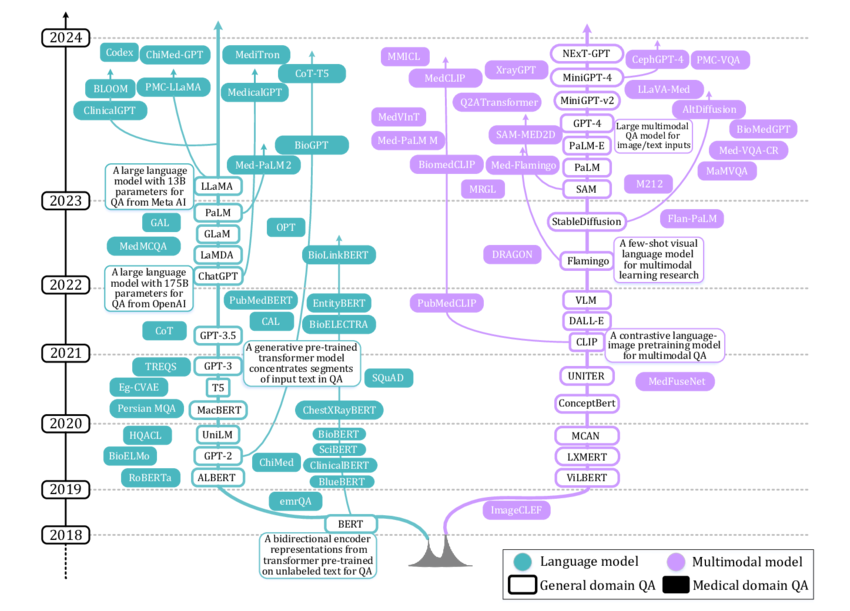 2024
Codex
ChiMed-GPT
MediTron
CoT-T5
BLOOM
PMC-LLaMA
MedicalGPT
ClinicalGPT
BioGPT
Med-PaLM 2
A large language
model with 13B
parameters for
QA from Meta AI
LLaMA
2023
PaLM
GAL
GLaM
OPT
MedMCQA
LaMDA
BioLinkBERT
A large language
model with 175B
parameters for
QA from OpenAI
ChatGPT
2022
PubMedBERT
EntityBERT
CAL
BioELECTRA
CoT
GPT-3.5
2021
A generative pre-trained
transformer model
concentrates segments
of input text in QA
TREQS
GPT-3
SQuAD
Eg-CVAE
T5
Persian MQA
MacBERT
ChestXRayBERT
2020
HQACL
UniLM
BioBERT
SciBERT
BioELMo
GPT-2
ChiMed
ClinicalBERT
RoBERTa
ALBERT
BlueBERT
2019
emrQA
BERT
2018
A bidirectional encoder
representations from
transformer pre-trained
on unlabeled text for QA
MMICL
MedCLIP
XrayGPT
NExT-GPT
CephGPT-4
PMC-VQA
MiniGPT-4
LLaVA-Med
Q2ATransformer
MiniGPT-v2
AltDiffusion
MedVInT
GPT-4
Large multimodal
QA model for
image/text inputs
BioMedGPT
SAM-MED2D
Med-PaLM M
PaLM-E
Med-VQA-CR
BiomedCLIP
Med-Flamingo
PaLM
MaMVQA
MRGL
SAM
M212
StableDiffusion
Flan-PaLM
DRAGON
Flamingo
A few-shot visual
language model
for multimodal
learning research
PubMedCLIP
VLM
DALL-E
CLIP
A contrastive language-
image pretraining model
for multimodal QA
UNITER
MedFuseNet
ConceptBert
MCAN
LXMERT
ViLBERT
ImageCLEF
Language model
Multimodal model
General domain QA
Medical domain QA